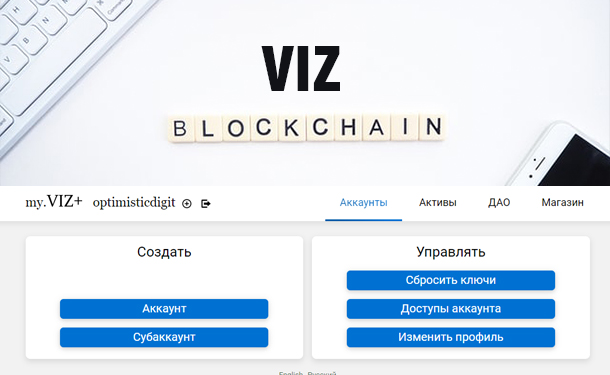 VIZ
BLOCKCHAIN
my.VIZ+ optimisticdigit Аккаунты Активы ДАО Магазин
Создать
Аккаунт
Субаккаунт
Управлять
Сбросить ключи
Доступы аккаунта
Изменить профиль
English Русский